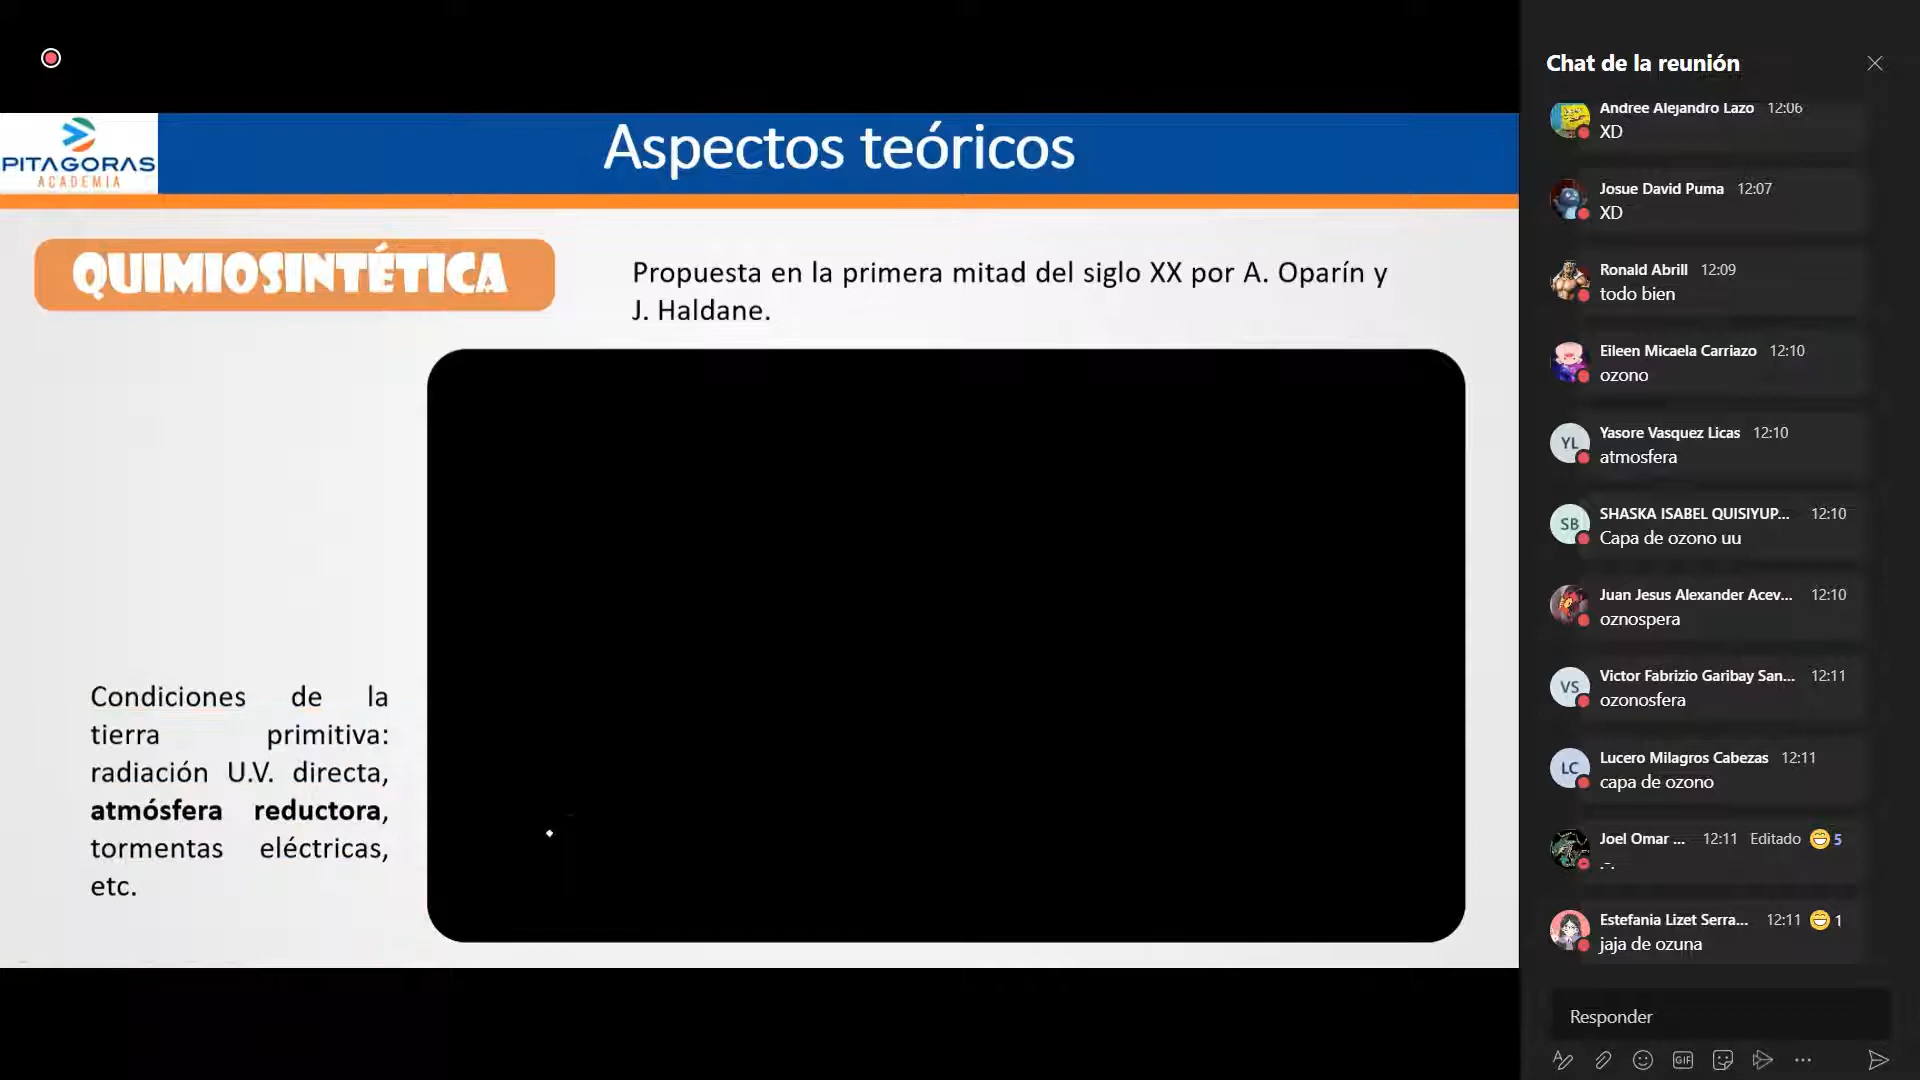 PITAGORAS
ACADEMIA
Aspectos teóricos
QUIMIOSINTÉTICA
Propuesta en la primera mitad del siglo XX por A. Oparín y
J. Haldane.
Condiciones de la
tierra primitiva:
radiación U.V. directa,
atmósfera reductora,
tormentas eléctricas,
etc.
Chat de la reunión
Andree Alejandro Lazo 12:06
XD
Josue David Puma 12:07
XD
Ronald Abrill 12:09
todo bien
Eileen Micaela Carriazo 12:10
ozono
YL
Yasore Vasquez Licas 12:10
atmosfera
SB
SHASKA ISABEL QUISIYUP... 12:10
Capa de ozono uu
Juan Jesus Alexander Acev... 12:10
oznospera
VS
Victor Fabrizio Garibay San... 12:11
ozonosfera
LC
Lucero Milagros Cabezas 12:11
capa de ozono
Joel Omar ... 12:11 Editado 5
.-.
Estefania Lizet Serra... 12:11 1
jaja de ozuna
Responder
GIF